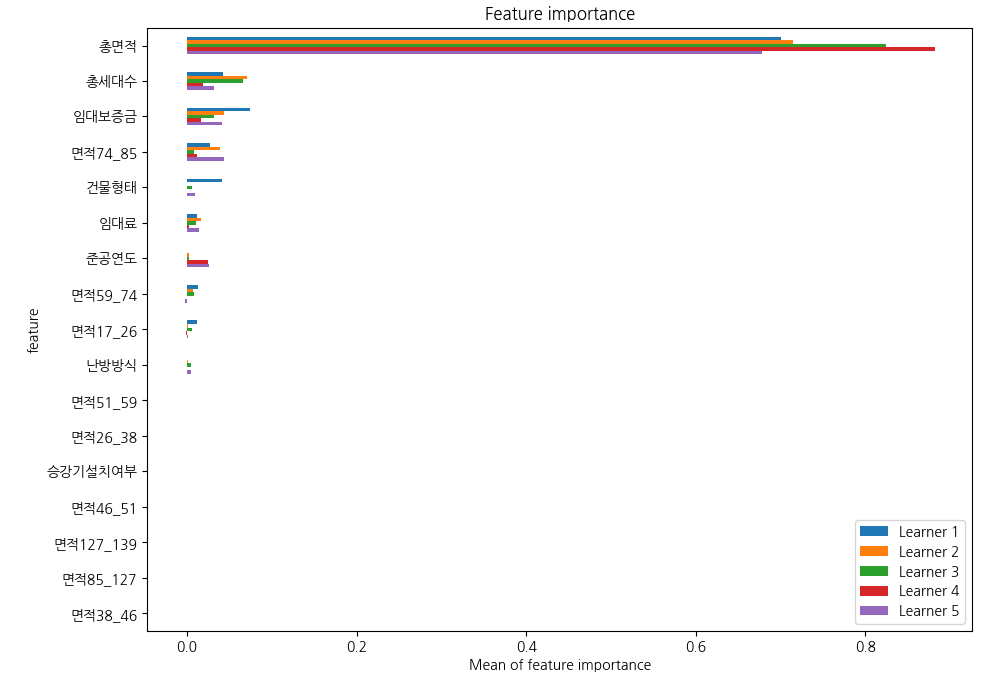 Feature importance
총면적
총세대수
임대보증금
면적74_85
건물형태
임대료
준공연도
면적59_74
면적17_26
난방방식
면적51_59
면적26_38
승강기설치여부
면적46_51
면적127_139
면적85_127
면적38_46
feature
Learner 1
Learner 2
Learner 3
Learner 4
Learner 5
0.0 0.2 0.4 0.6 0.8
Mean of feature importance